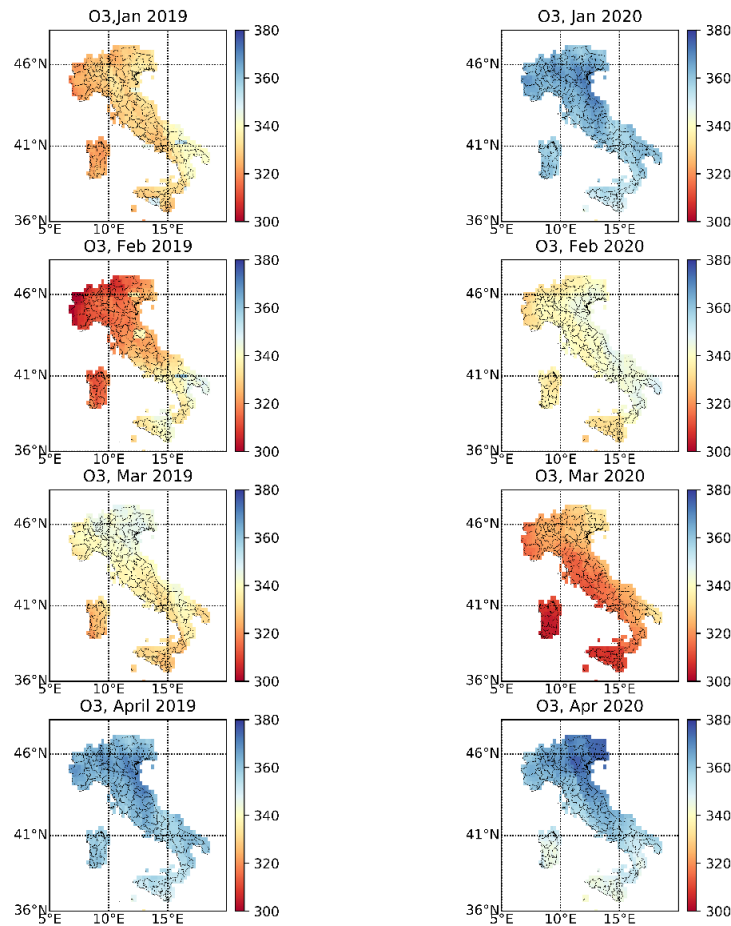 O3,Jan 2019
O3, Jan 2020
380
46°N
360
340
41°N
320
36°N
300
5°E
10°E
15°E
380
46°N
360
340
41°N
320
36°N
300
5°E
10°E
15°E
O3, Feb 2019
O3, Feb 2020
380
46°N
360
340
41°N
320
36°N
300
5°E
10°E
15°E
380
46°N
360
340
41°N
320
36°N
300
5°E
10°E
15°E
O3, Mar 2019
O3, Mar 2020
380
46°N
360
340
41°N
320
36°N
300
5°E
10°E
15°E
380
46°N
360
340
41°N
320
36°N
300
5°E
10°E
15°E
O3, April 2019
O3, Apr 2020
380
46°N
360
340
41°N
320
36°N
300
5°E
10°E
15°E
380
46°N
360
340
41°N
320
36°N
300
5°E
10°E
15°E